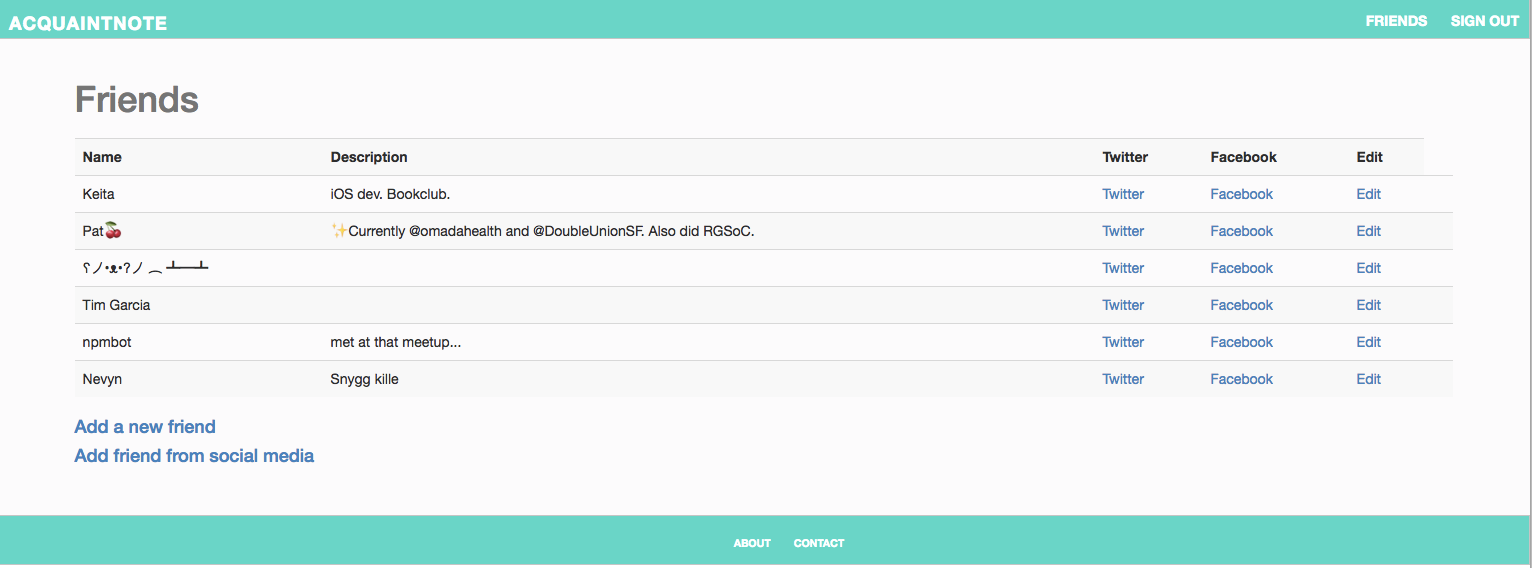 ACQUAINTNOTE FRIENDS SIGN OUT
Friends
Name Description Twitter Facebook Edit
Keita iOS dev. Bookclub. Twitter Facebook Edit
Pat🍒 ✨Currently @omadahealth and @DoubleUnionSF. Also did RGSoC. Twitter Facebook Edit
ʕノ•ᴥ•ʔノ ︵ ┻━┻ Twitter Facebook Edit
Tim Garcia Twitter Facebook Edit
npmbot met at that meetup... Twitter Facebook Edit
Nevyn Snygg kille Twitter Facebook Edit
Add a new friend
Add friend from social media
ABOUT CONTACT